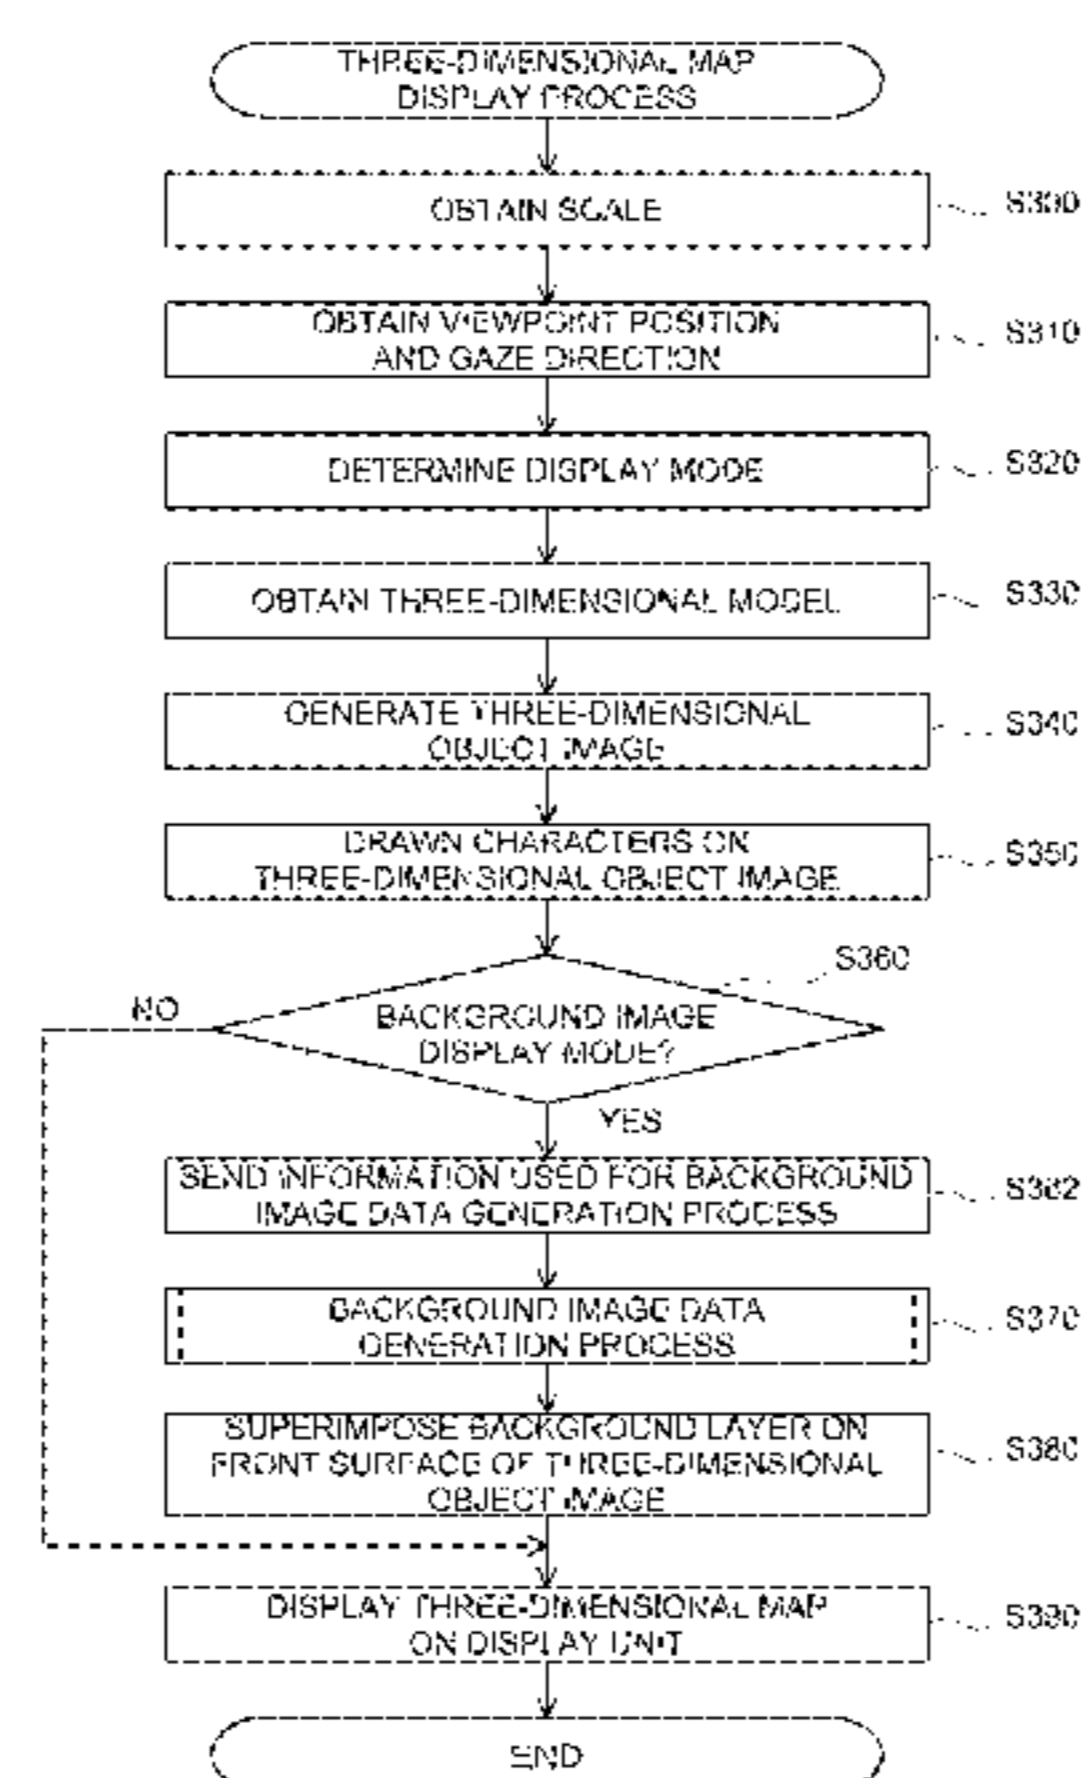 THREE-DIMENSIONAL MAP
DISPLAY PROCESS
OBTAIN SCALE
S300
OBTAIN VIEWPOINT POSITION
AND GAZE DIRECTION
S310
DETERMINE DISPLAY MODE
S320
OBTAIN THREE-DIMENSIONAL MODEL
S330
GENERATE THREE-DIMENSIONAL
OBJECT IMAGE
S340
DRAWN CHARACTERS ON
THREE-DIMENSIONAL OBJECT IMAGE
S350
S360
NO
BACKGROUND IMAGE
DISPLAY MODE?
YES
SEND INFORMATION USED FOR BACKGROUND
IMAGE DATA GENERATION PROCESS
S362
BACKGROUND IMAGE DATA
GENERATION PROCESS
S370
SUPERIMPOSE BACKGROUND LAYER ON
FRONT SURFACE OF THREE-DIMENSIONAL
OBJECT IMAGE
S380
DISPLAY THREE-DIMENSIONAL MAP
ON DISPLAY UNIT
S390
END